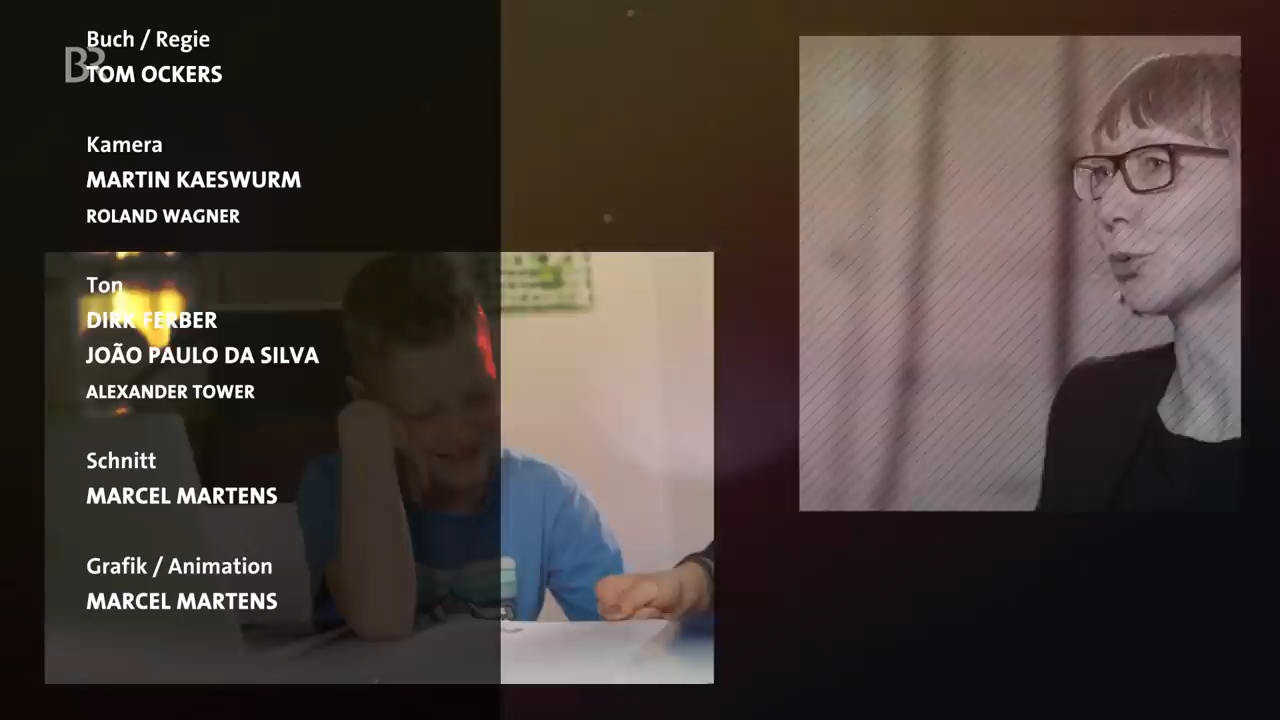 Buch / Regie
BR
TOM OCKERS
Kamera
MARTIN KAESWURM
ROLAND WAGNER
Ton
DIRK FERBER
JOÃO PAULO DA SILVA
ALEXANDER TOWER
Schnitt
MARCEL MARTENS
Grafik / Animation
MARCEL MARTENS